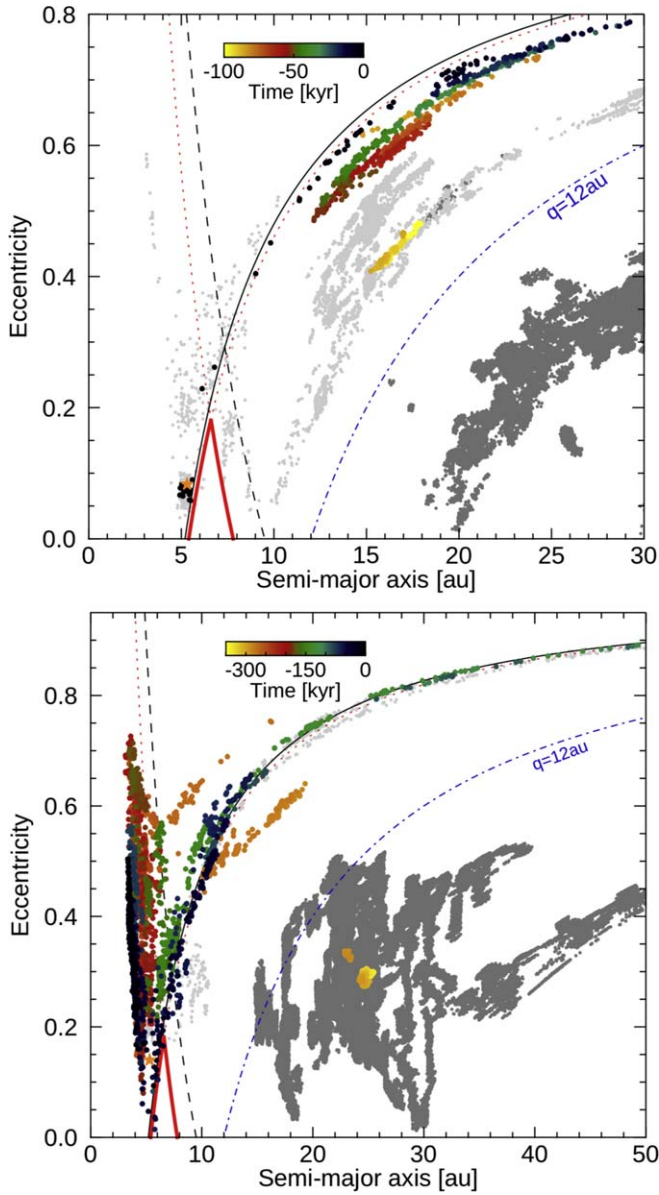 0.8
0.6
0.4
0.2
0.0
Eccentricity
-100 -50 0
Time [kyr]
q=12au
0 5 10 15 20 25 30
Semi-major axis [au]
0.8
0.6
0.4
0.2
0.0
Eccentricity
-300 -150 0
Time [kyr]
q=12au
0 10 20 30 40 50
Semi-major axis [au]